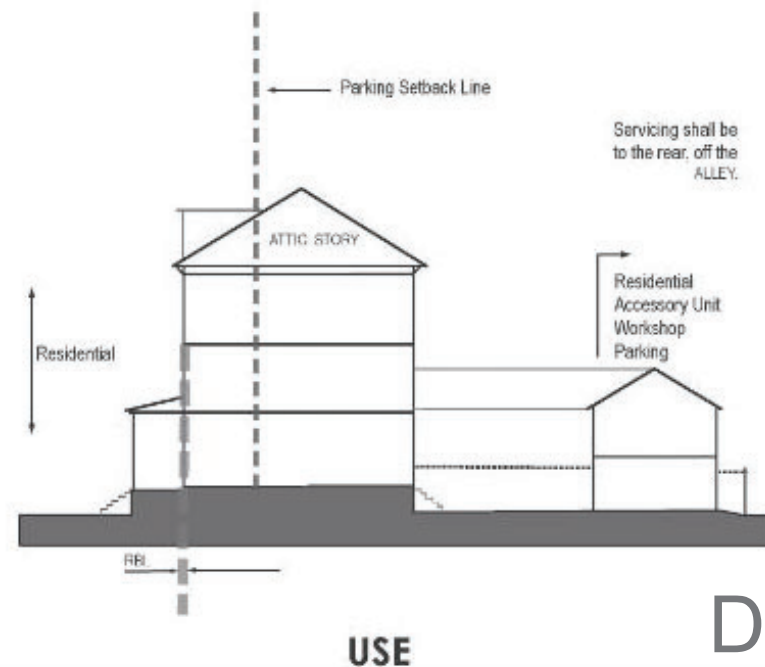 Parking Setback Line
Servicing shall be
to the rear, off the
ALLEY.
ATTIC STORY
Residential
Accessory Unit
Workshop
Parking
Residential
RBL
USE
D